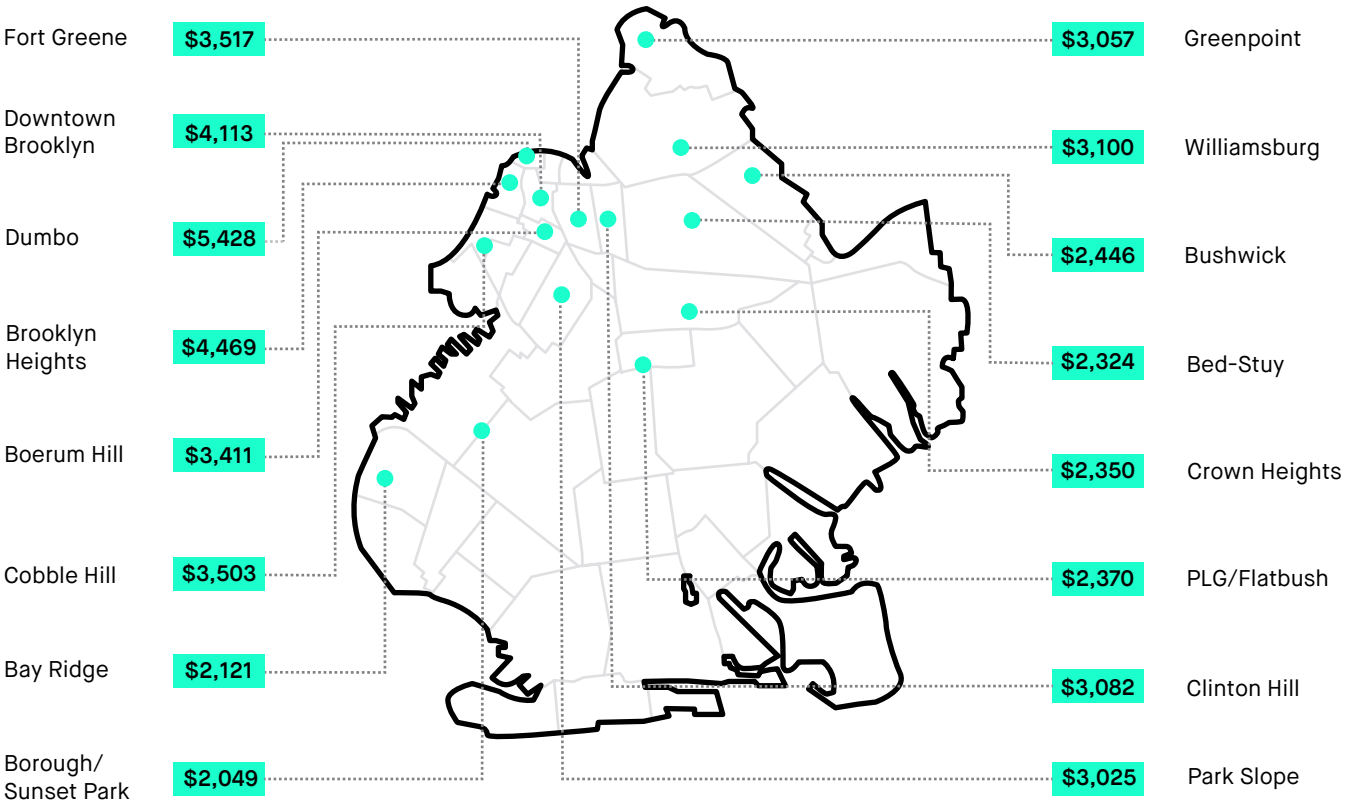 Fort Greene
$3,517
Downtown
Brooklyn
$4,113
Dumbo
$5,428
Brooklyn
Heights
$4,469
Boerum Hill
$3,411
Cobble Hill
$3,503
Bay Ridge
$2,121
Borough/
Sunset Park
$2,049
$3,057
Greenpoint
$3,100
Williamsburg
$2,446
Bushwick
$2,324
Bed-Stuy
$2,350
Crown Heights
$2,370
PLG/Flatbush
$3,082
Clinton Hill
$3,025
Park Slope